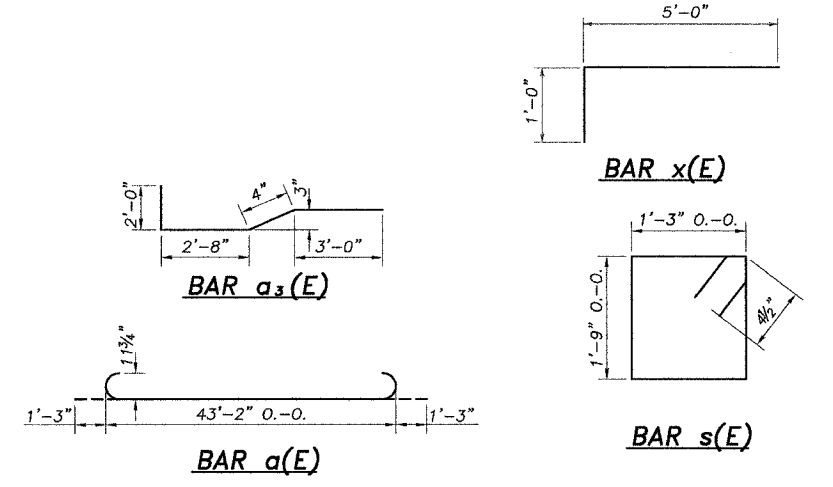 5'-0"
1'-0"
BAR x(E)
2'-0"
4"
3"
2'-8"
3'-0"
BAR a₃(E)
1'-3" O.-O.
1'-9" O.-O.
4½"
BAR s(E)
11¾"
1'-3"
43'-2" O.-O.
1'-3"
BAR a(E)